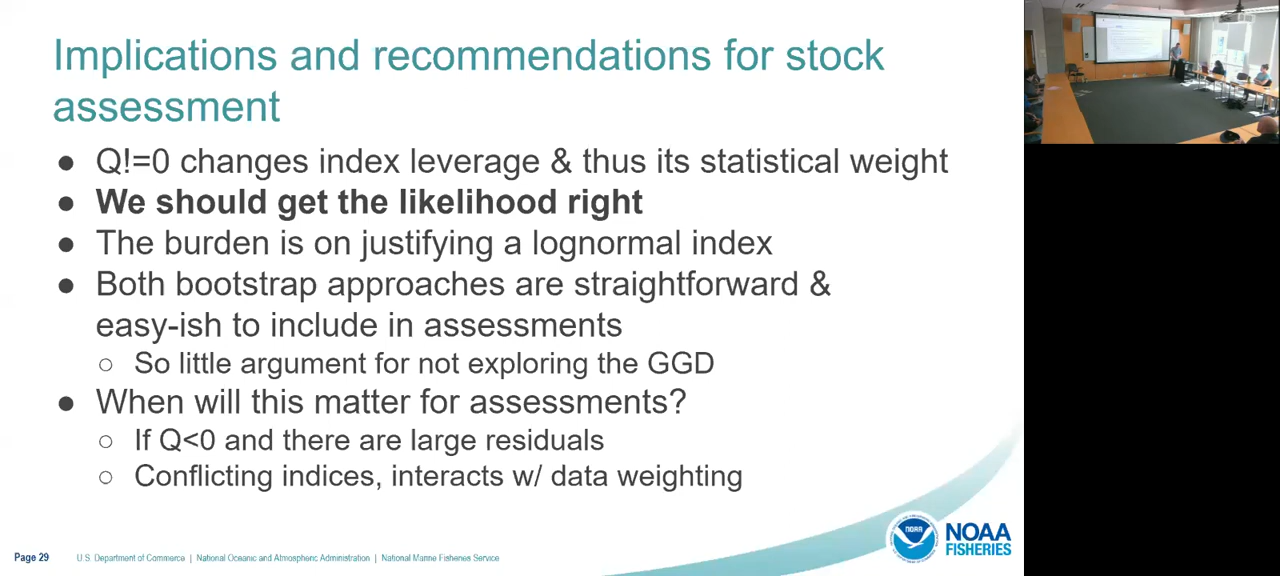 Implications and recommendations for stock
assessment
● Q!=0 changes index leverage & thus its statistical weight
● We should get the likelihood right
● The burden is on justifying a lognormal index
● Both bootstrap approaches are straightforward &
easy-ish to include in assessments
○ So little argument for not exploring the GGD
● When will this matter for assessments?
○ If Q<0 and there are large residuals
○ Conflicting indices, interacts w/ data weighting
NOAA
NOAA
FISHERIES
Page 29 U.S. Department of Commerce | National Oceanic and Atmospheric Administration | National Marine Fisheries Service